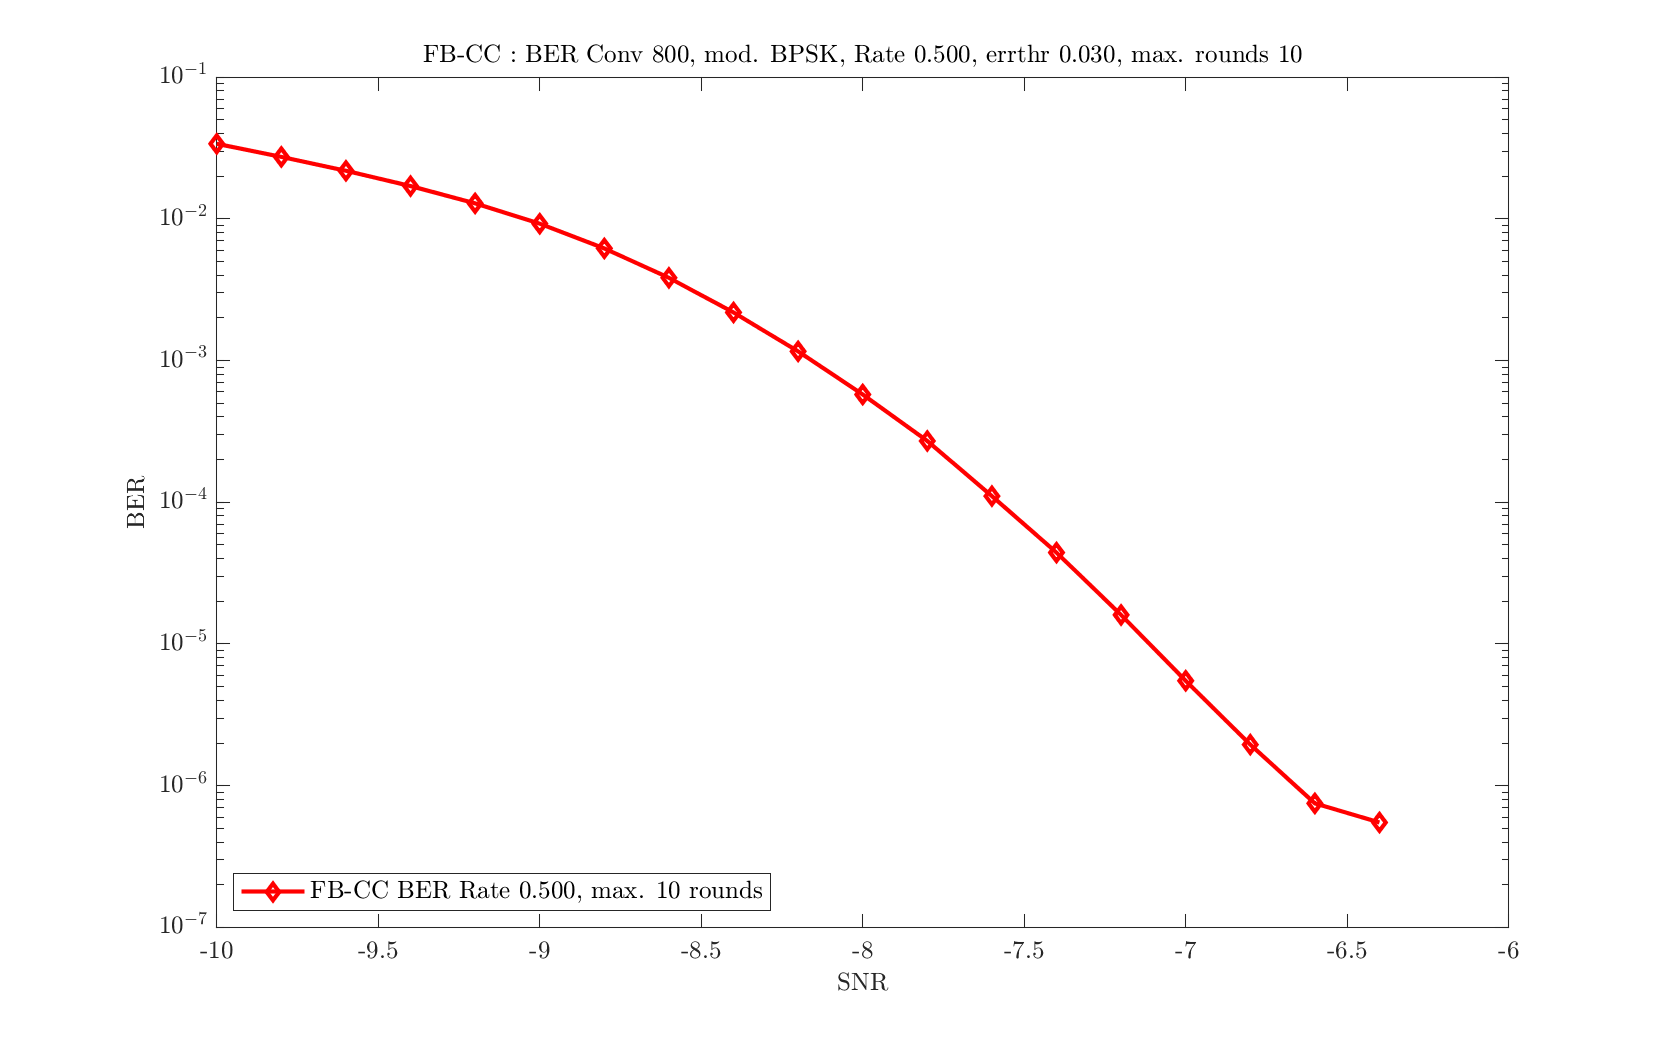 FB-CC : BER Conv 800, mod. BPSK, Rate 0.500, errthr 0.030, max. rounds 10
10^{-1}
10^{-2}
10^{-3}
10^{-4}
10^{-5}
10^{-6}
10^{-7}
BER
FB-CC BER Rate 0.500, max. 10 rounds
-10 -9.5 -9 -8.5 -8 -7.5 -7 -6.5 -6
SNR